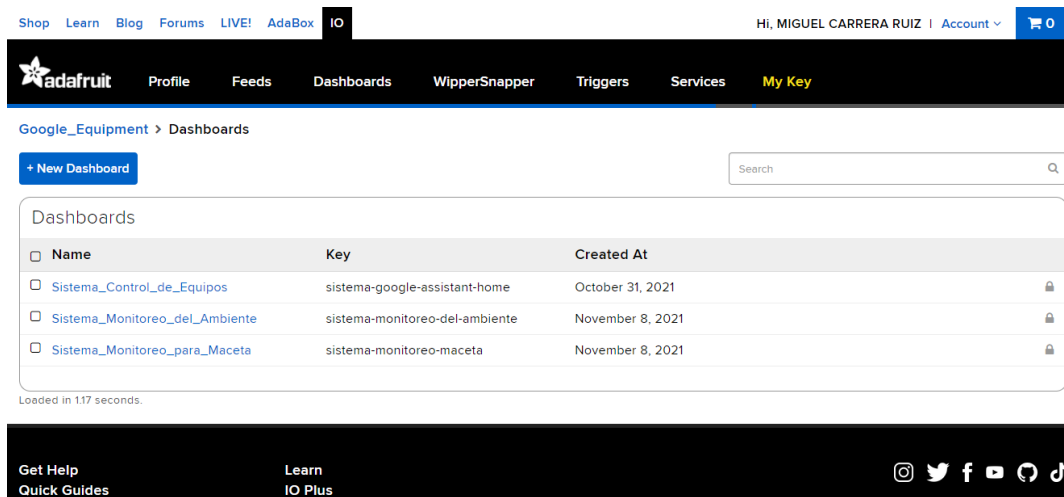 Shop Learn Blog Forums LIVE! AdaBox IO Hi, MIGUEL CARRERA RUIZ | Account 0
adafruit Profile Feeds Dashboards WipperSnapper Triggers Services My Key
Google_Equipment > Dashboards
+ New Dashboard Search
Dashboards
Name Key Created At
Sistema_Control_de_Equipos sistema-google-assistant-home October 31, 2021
Sistema_Monitoreo_del_Ambiente sistema-monitoreo-del-ambiente November 8, 2021
Sistema_Monitoreo_para_Maceta sistema-monitoreo-maceta November 8, 2021
Loaded in 1.17 seconds.
Get Help Learn
Quick Guides IO Plus